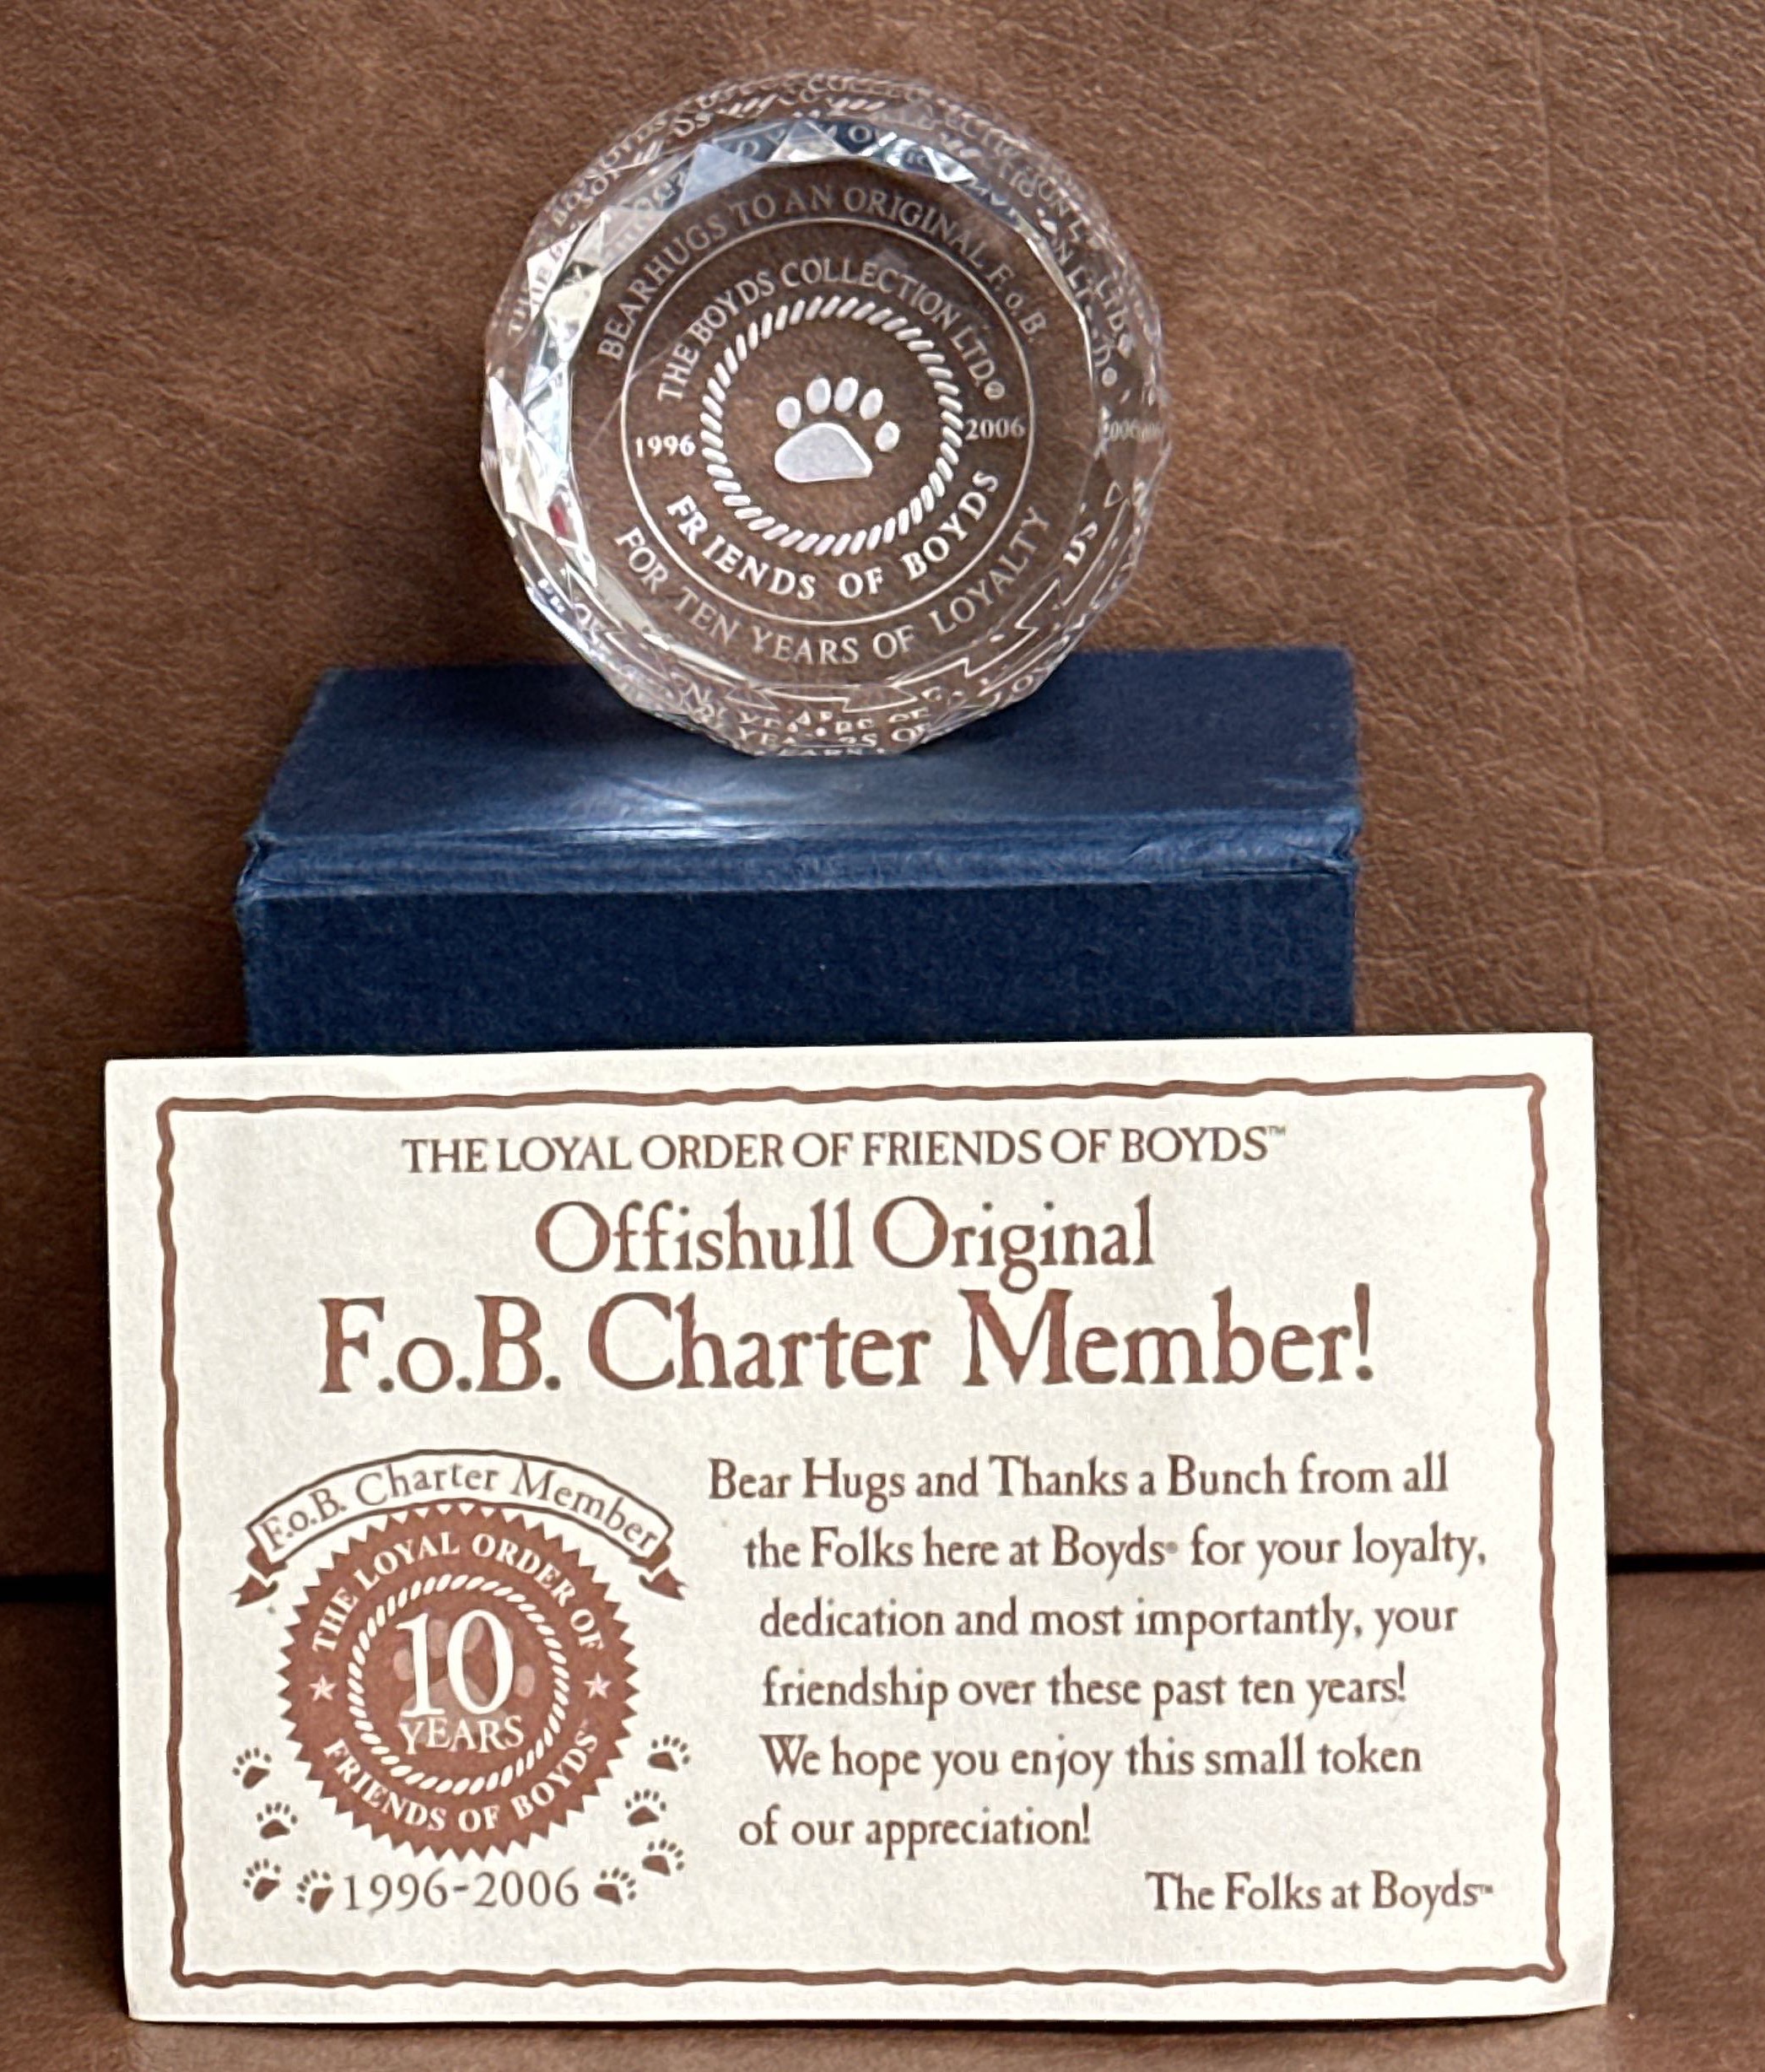 BEARHUGS TO AN ORIGINAL F.o.B
THE BOYDS COLLECTION LTD.®
1996 2006
FRIENDS OF BOYDS
FOR TEN YEARS OF LOYALTY
THE LOYAL ORDER OF FRIENDS OF BOYDS™
Offishull Original
F.o.B. Charter Member!
F.o.B. Charter Member
THE LOYAL ORDER OF
10
YEARS
FRIENDS OF BOYDS™
1996-2006
Bear Hugs and Thanks a Bunch from all
the Folks here at Boyds® for your loyalty,
dedication and most importantly, your
friendship over these past ten years!
We hope you enjoy this small token
of our appreciation!
The Folks at Boyds™